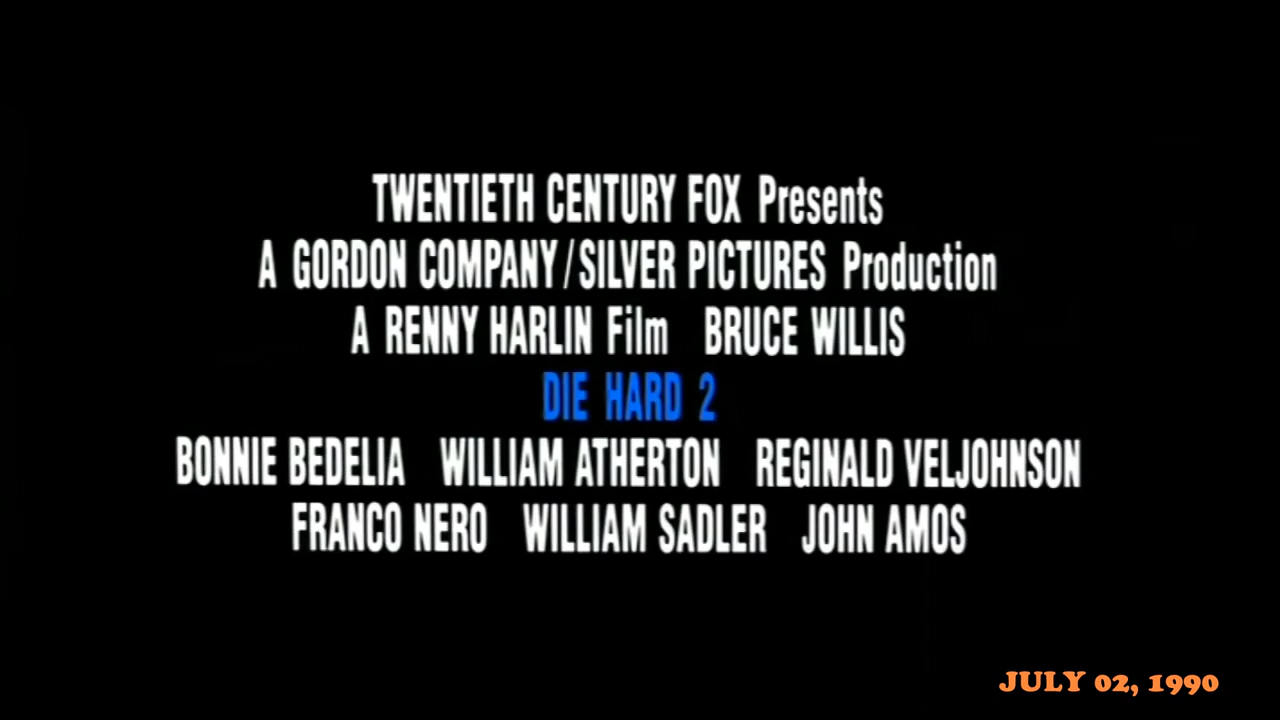 TWENTIETH CENTURY FOX Presents
A GORDON COMPANY/SILVER PICTURES Production
A RENNY HARLIN Film BRUCE WILLIS
DIE HARD 2
BONNIE BEDELIA WILLIAM ATHERTON REGINALD VELJOHNSON
FRANCO NERO WILLIAM SADLER JOHN AMOS
JULY 02, 1990